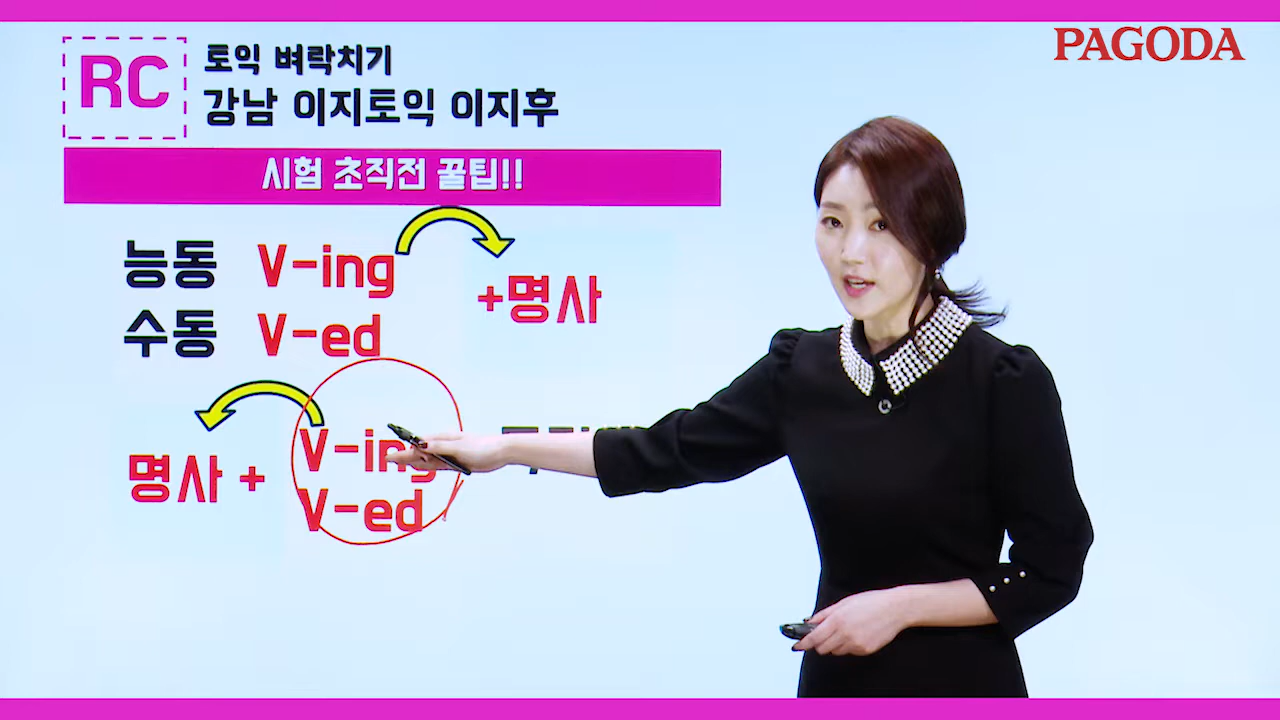 PAGODA
RC
토익 벼락치기
강남 이지토익 이지후
시험 초직전 꿀팁!!
능동 V-ing
+명사
수동 V-ed
명사 + V-ing
V-ed